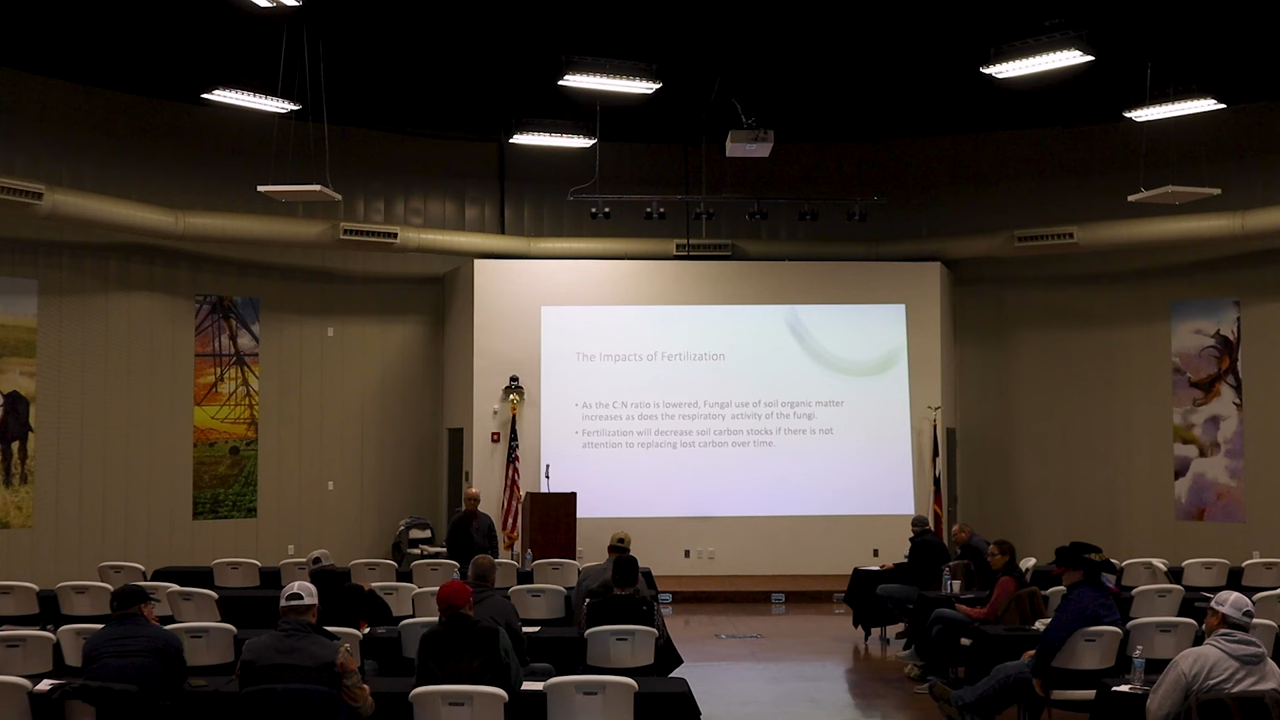 The Impacts of Fertilization
• As the C:N ratio is lowered, Fungal use of soil organic matter
increases as does the respiratory activity of the fungi.
• Fertilization will decrease soil carbon stocks if there is not
attention to replacing lost carbon over time.